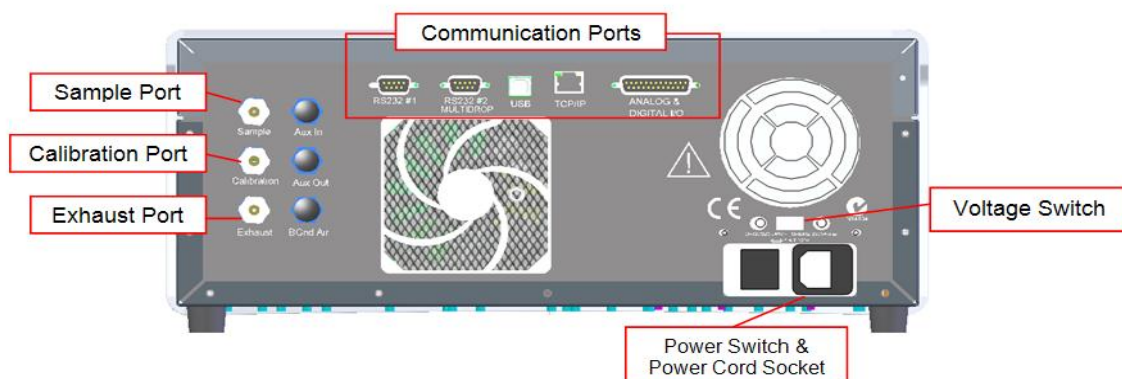 Communication Ports
Sample Port
Calibration Port
Exhaust Port
Voltage Switch
Power Switch &
Power Cord Socket
RS232 #1
RS232 #2
MULTIDROP
USB
TCP/IP
ANALOG &
DIGITAL I/O
Sample
Aux In
Calibration
Aux Out
Exhaust
BGnd Air
CE